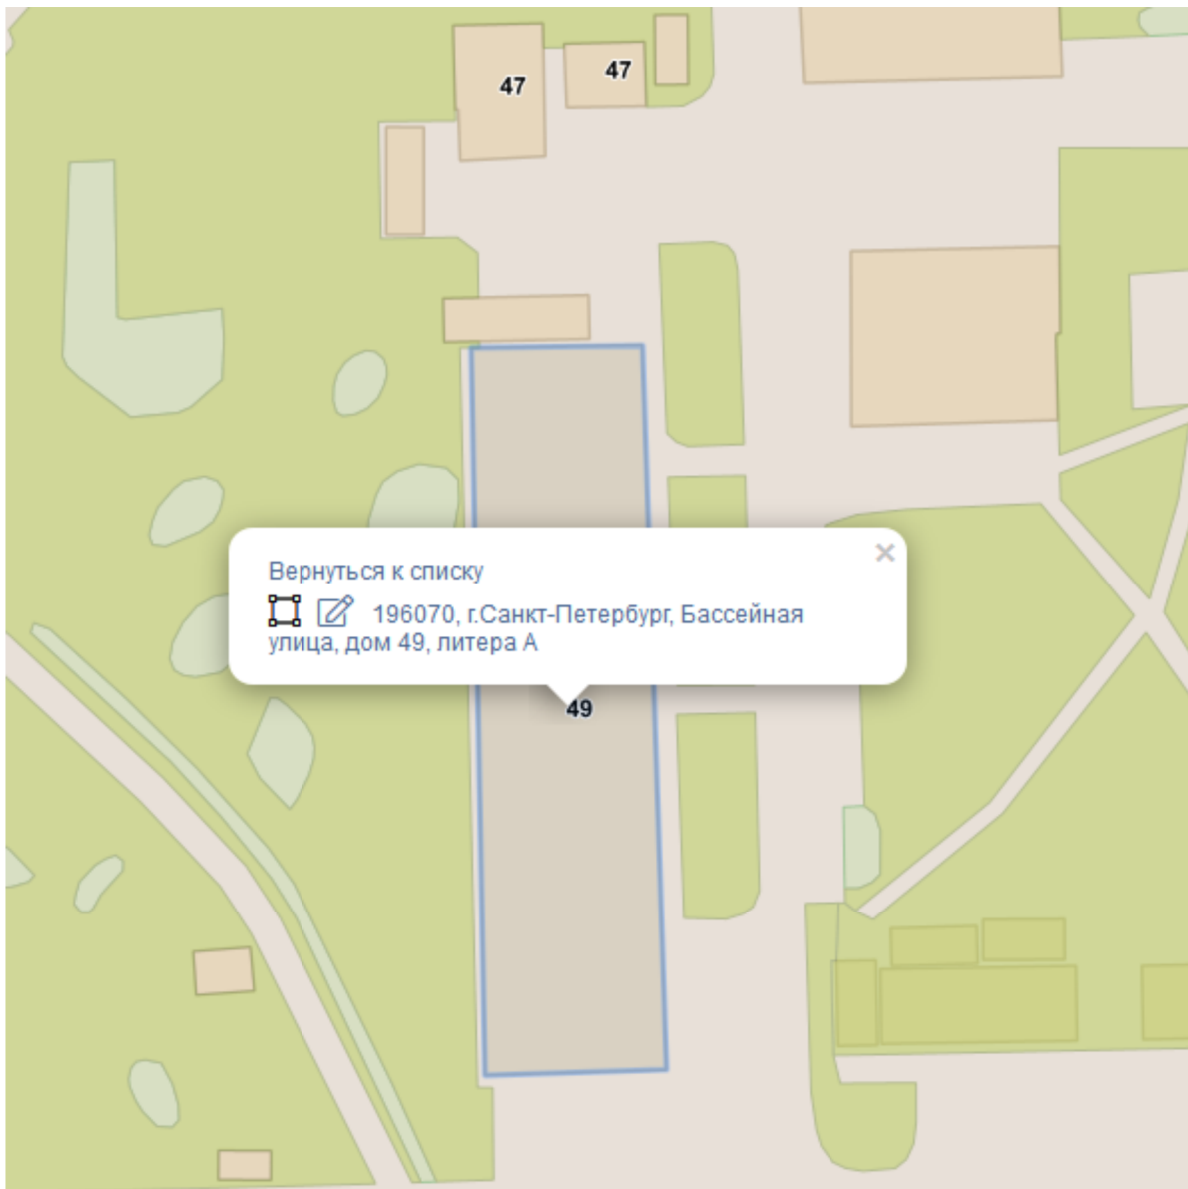 47
47
×
Вернуться к списку
196070, г.Санкт-Петербург, Бассейная
улица, дом 49, литера А
49